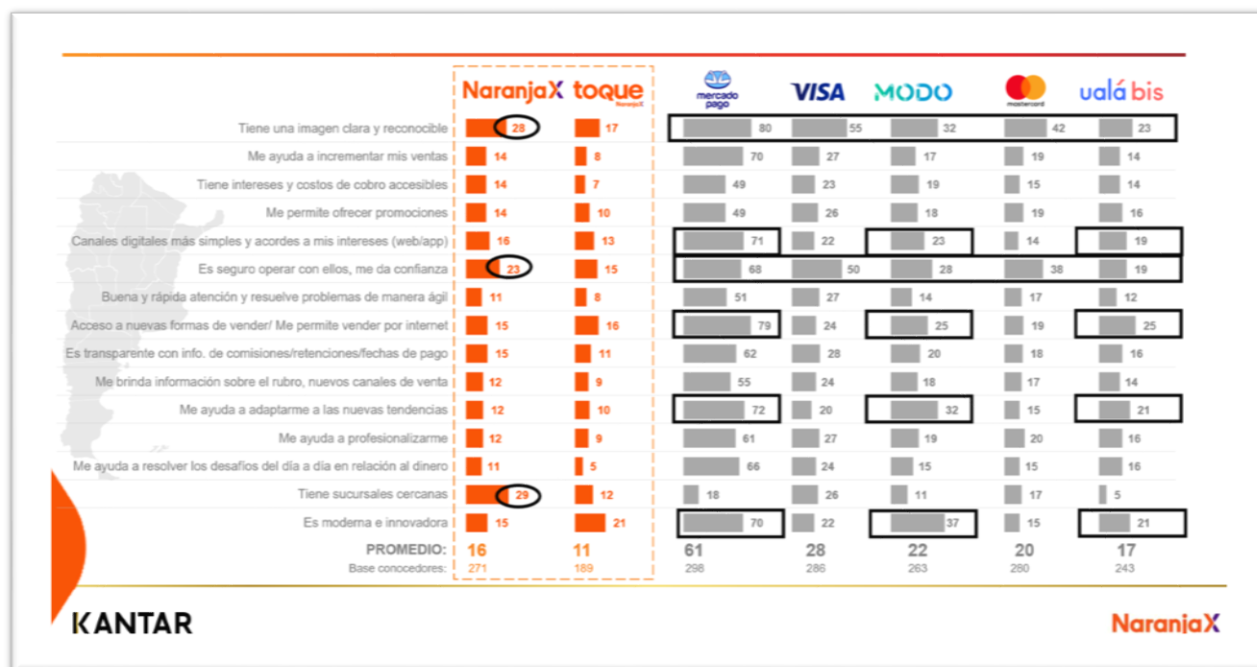 NaranjaX toque NaranjaX mercado pago VISA MODO mastercard ualá bis
Tiene una imagen clara y reconocible 28 17 80 55 32 42 23
Me ayuda a incrementar mis ventas 14 8 70 27 17 19 14
Tiene intereses y costos de cobro accesibles 14 7 49 23 19 15 14
Me permite ofrecer promociones 14 10 49 26 18 19 16
Canales digitales más simples y acordes a mis intereses (web/app) 16 13 71 22 23 14 19
Es seguro operar con ellos, me da confianza 23 15 68 50 28 38 19
Buena y rápida atención y resuelve problemas de manera ágil 11 8 51 27 14 17 12
Acceso a nuevas formas de vender/ Me permite vender por internet 15 16 79 24 25 19 25
Es transparente con info. de comisiones/retenciones/fechas de pago 15 11 62 28 20 18 16
Me brinda información sobre el rubro, nuevos canales de venta 12 9 55 24 18 17 14
Me ayuda a adaptarme a las nuevas tendencias 12 10 72 20 32 15 21
Me ayuda a profesionalizarme 12 9 61 27 19 20 16
Me ayuda a resolver los desafíos del día a día en relación al dinero 11 5 66 24 15 15 16
Tiene sucursales cercanas 29 12 18 26 11 17 5
Es moderna e innovadora 15 21 70 22 37 15 21
PROMEDIO: 16 11 61 28 22 20 17
Base conocedores: 271 189 298 286 263 280 243
KANTAR
NaranjaX